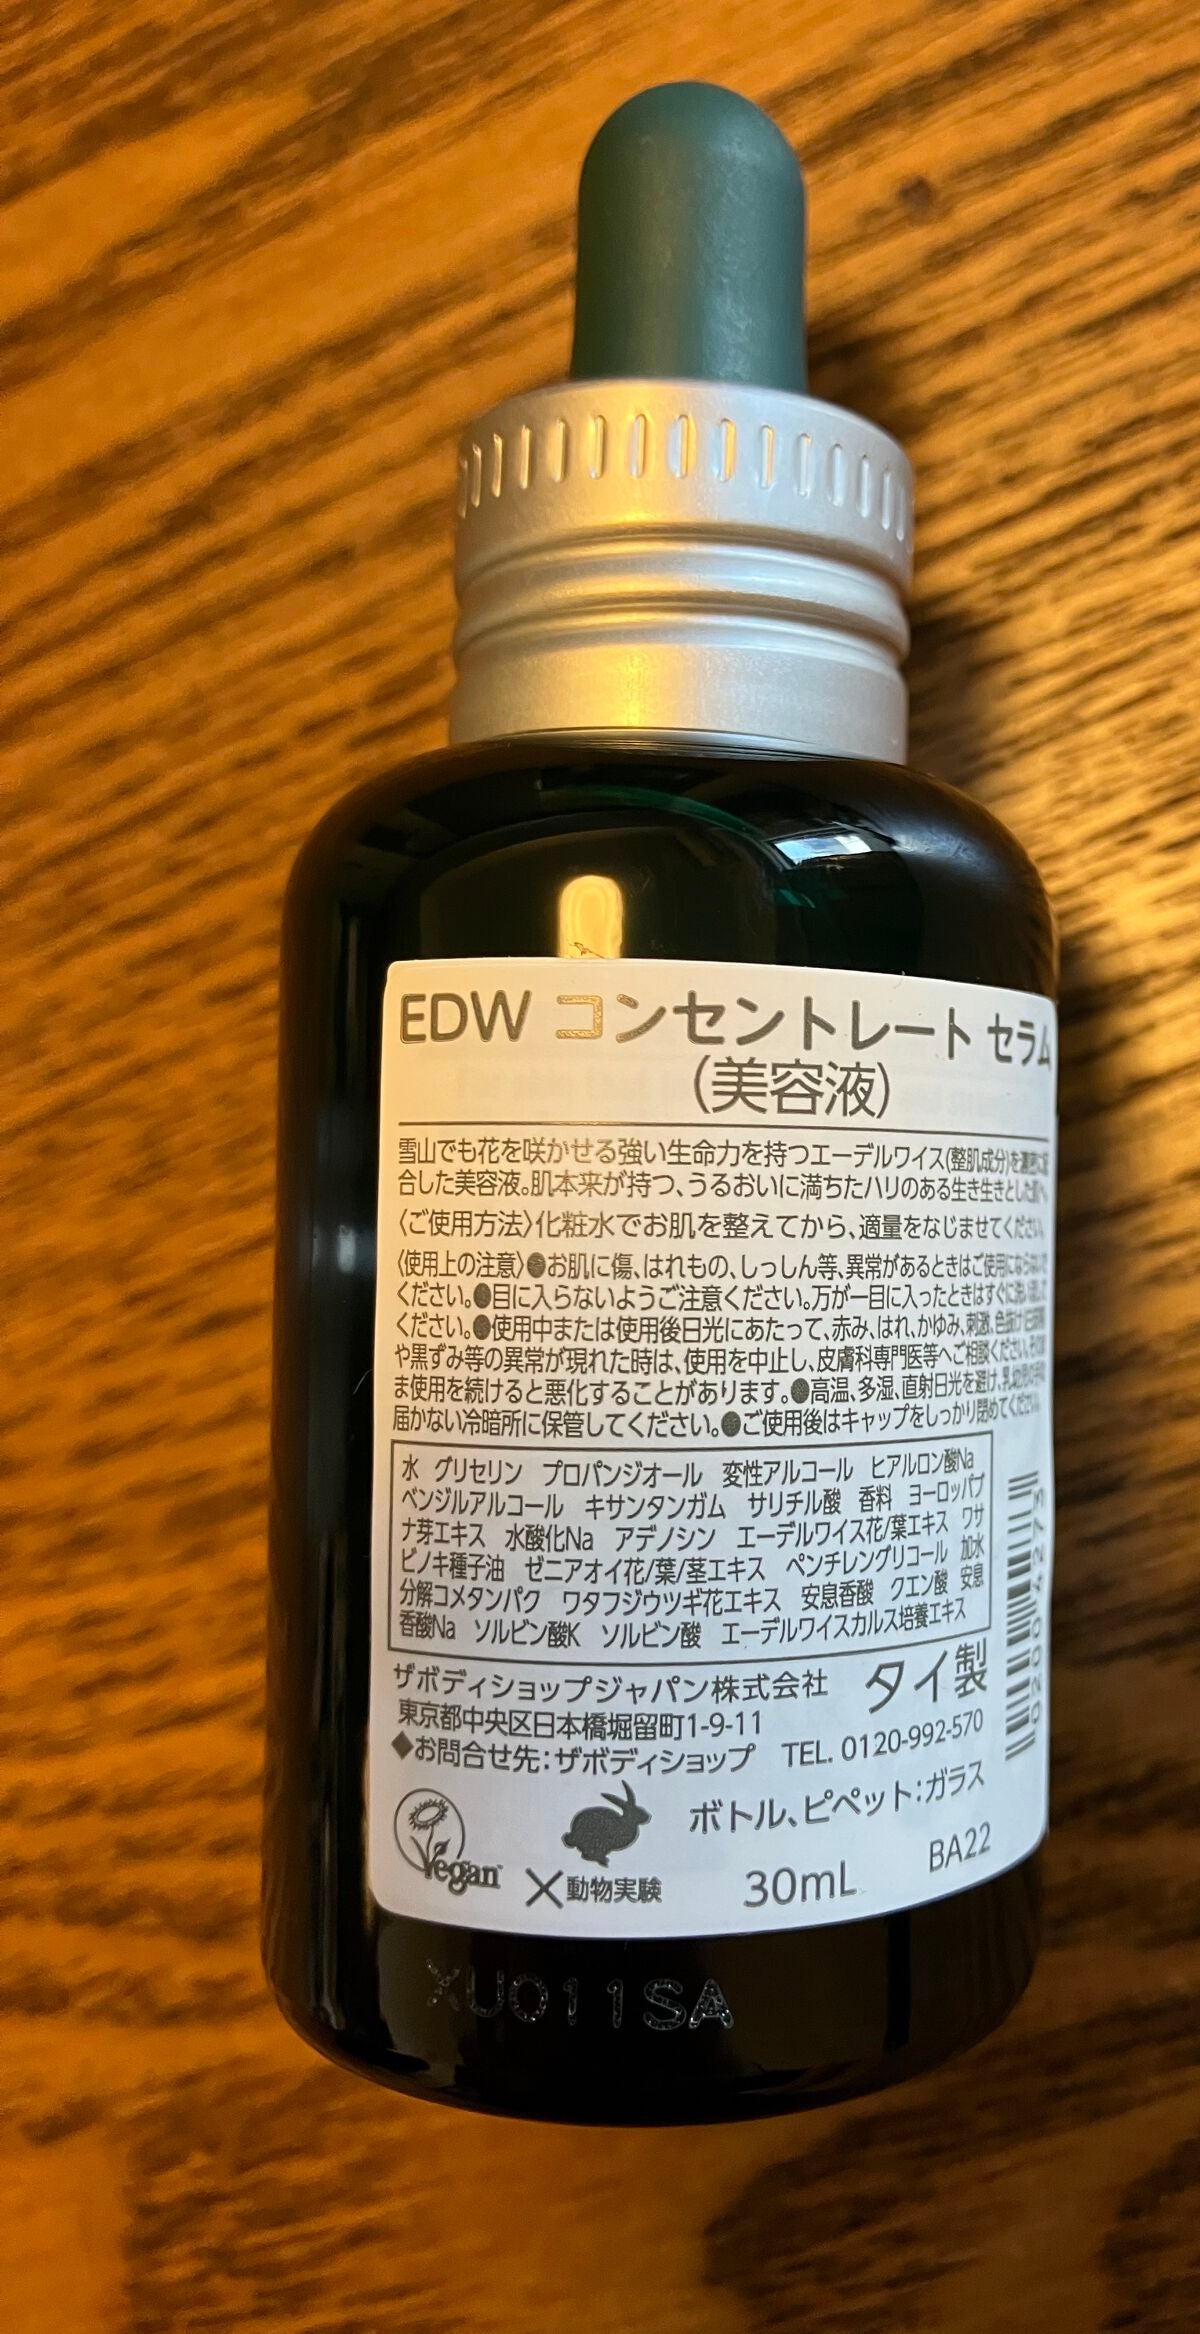 EDW コンセントレート セラム
(美容液)
雪山でも花を咲かせる強い生命力を持つエーデルワイス(整肌成分)を
合した美容液。肌本来が持つ、うるおいに満ちたハリのある生き生きとした
〈ご使用方法〉化粧水でお肌を整えてから、適量をなじませてください。
〈使用上の注意〉●お肌に傷、はれもの、しっしん等、異常があるときはご使用にならないで
ください。●目に入らないようご注意ください。万が一目に入ったときはすぐに洗い流して
ください。●使用中または使用後日光にあたって、赤み、はれ、かゆみ、刺激、色抜け
や黒ずみ等の異常が現れた時は、使用を中止し、皮膚科専門医等へご相談ください。
ま使用を続けると悪化することがあります。●高温、多湿、直射日光を避け、乳幼児の手の
届かない冷暗所に保管してください。●ご使用後はキャップをしっかり閉めてください。
水 グリセリン プロパンジオール 変性アルコール ヒアルロン酸Na
ベンジルアルコール キサンタンガム サリチル酸 香料 ヨーロッパブ
ナ芽エキス 水酸化Na アデノシン エーデルワイス花/葉エキス ワサ
ビノキ種子油 ゼニアオイ花/葉/茎エキス ペンチレングリコール 加水
分解コメタンパク ワタフジウツギ花エキス 安息香酸 クエン酸 安息
香酸Na ソルビン酸K ソルビン酸 エーデルワイスカルス培養エキス
ザボディショップジャパン株式会社 タイ製
東京都中央区日本橋堀留町1-9-11
◆お問合せ先:ザボディショップ TEL. 0120-992-570
ボトル、ピペット:ガラス
Vegan ×動物実験 30mL BA22
XU011SA